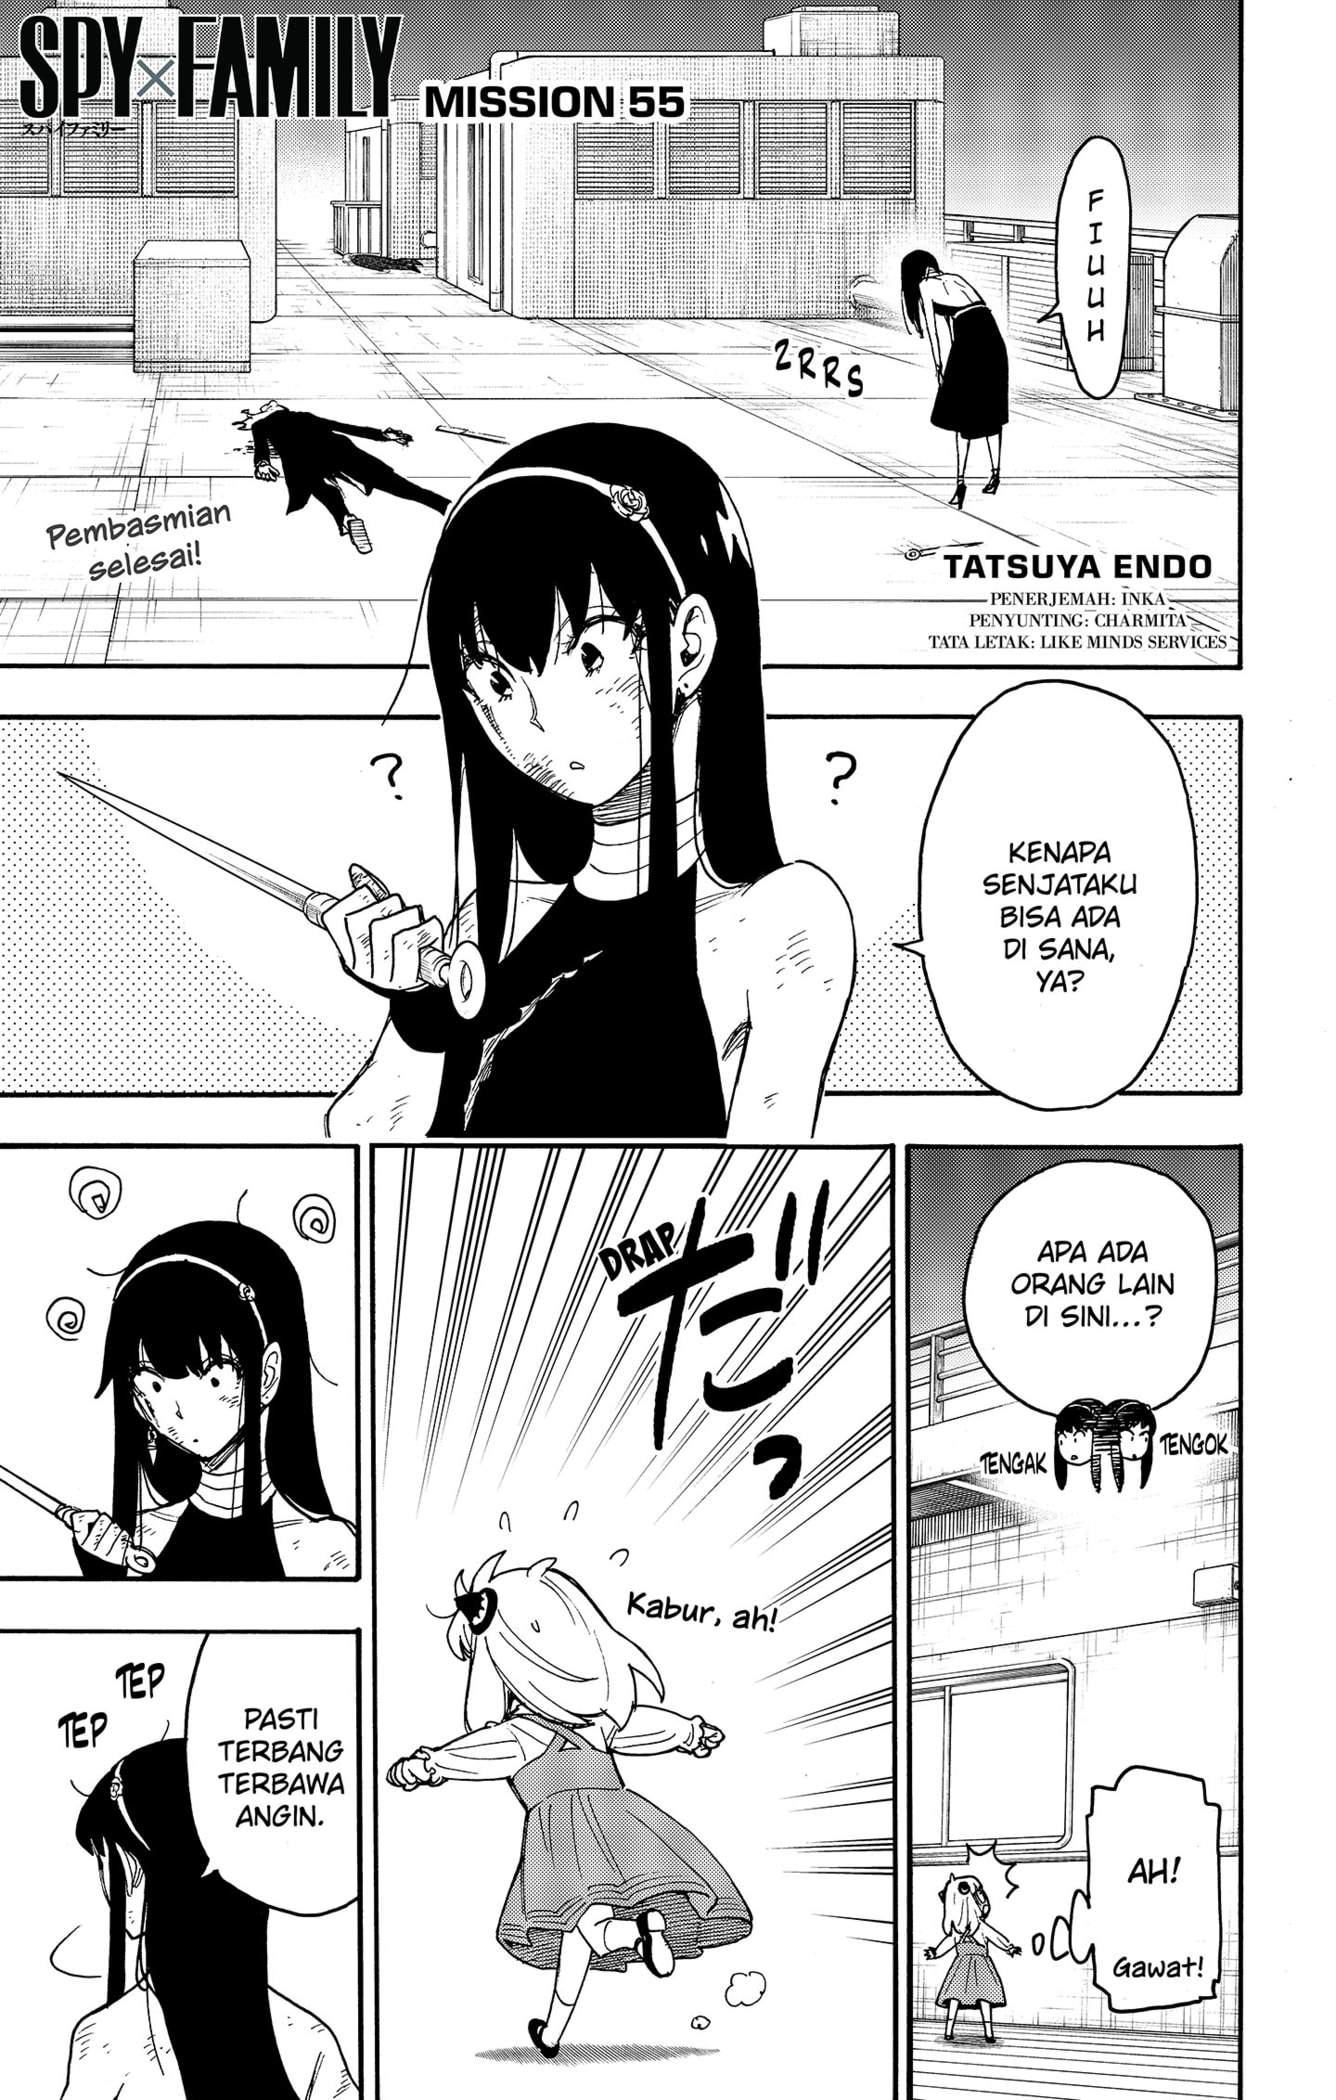 SPY×FAMILY
スパイファミリー
MISSION 55
FIUUH
ZRRS
Pembasmian
selesai!
TATSUYA ENDO
PENERJEMAH: INKA
PENYUNTING: CHARMITA
TATA LETAK: LIKE MINDS SERVICES
?
?
KENAPA
SENJATAKU
BISA ADA
DI SANA,
YA?
APA ADA
ORANG LAIN
DI SINI...?
TENGOK
TENGAK
AH!
Gawat!
DRAP
だっ
Kabur, ah!
PASTI
TERBANG
TERBAWA
ANGIN.
TEP
TEP